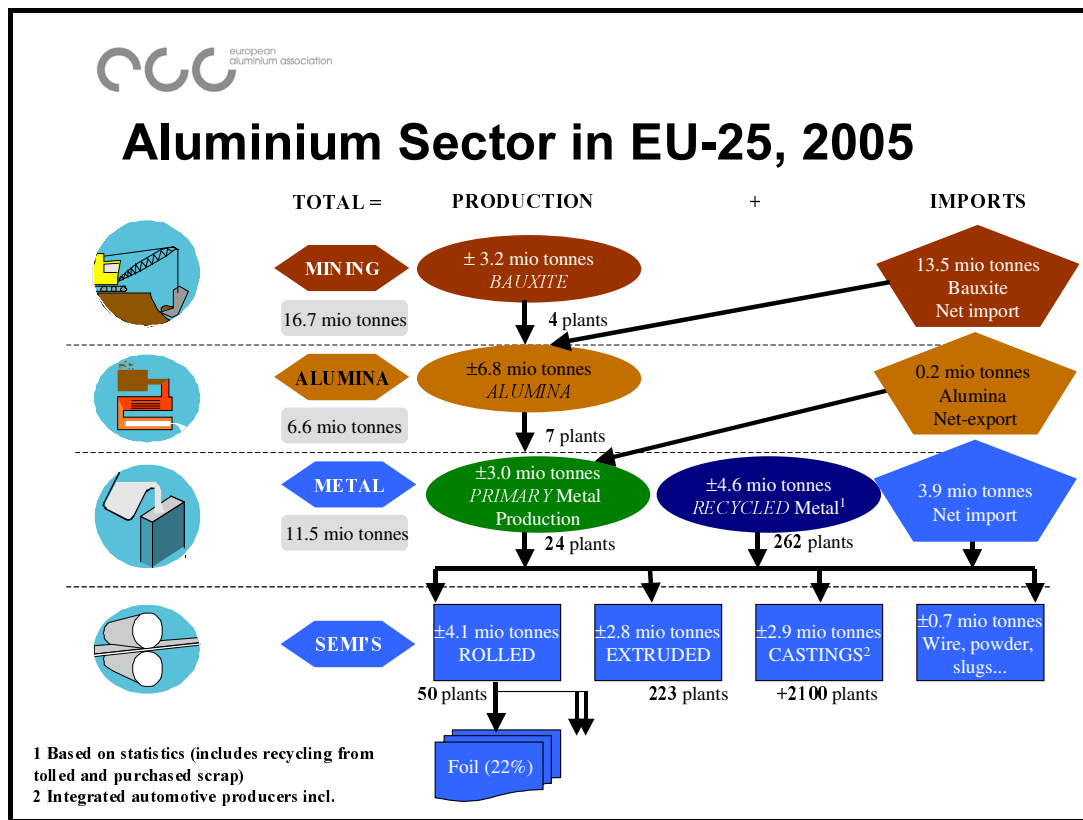 european
aluminium association
Aluminium Sector in EU-25, 2005
TOTAL = PRODUCTION + IMPORTS
MINING
16.7 mio tonnes
± 3.2 mio tonnes
BAUXITE
4 plants
13.5 mio tonnes
Bauxite
Net import
ALUMINA
6.6 mio tonnes
±6.8 mio tonnes
ALUMINA
7 plants
0.2 mio tonnes
Alumina
Net-export
METAL
11.5 mio tonnes
±3.0 mio tonnes
PRIMARY Metal
Production
24 plants
±4.6 mio tonnes
RECYCLED Metal1
262 plants
3.9 mio tonnes
Net import
SEMI'S
±4.1 mio tonnes
ROLLED
50 plants
±2.8 mio tonnes
EXTRUDED
223 plants
±2.9 mio tonnes
CASTINGS2
+2100 plants
±0.7 mio tonnes
Wire, powder,
slugs...
Foil (22%)
1 Based on statistics (includes recycling from
tolled and purchased scrap)
2 Integrated automotive producers incl.